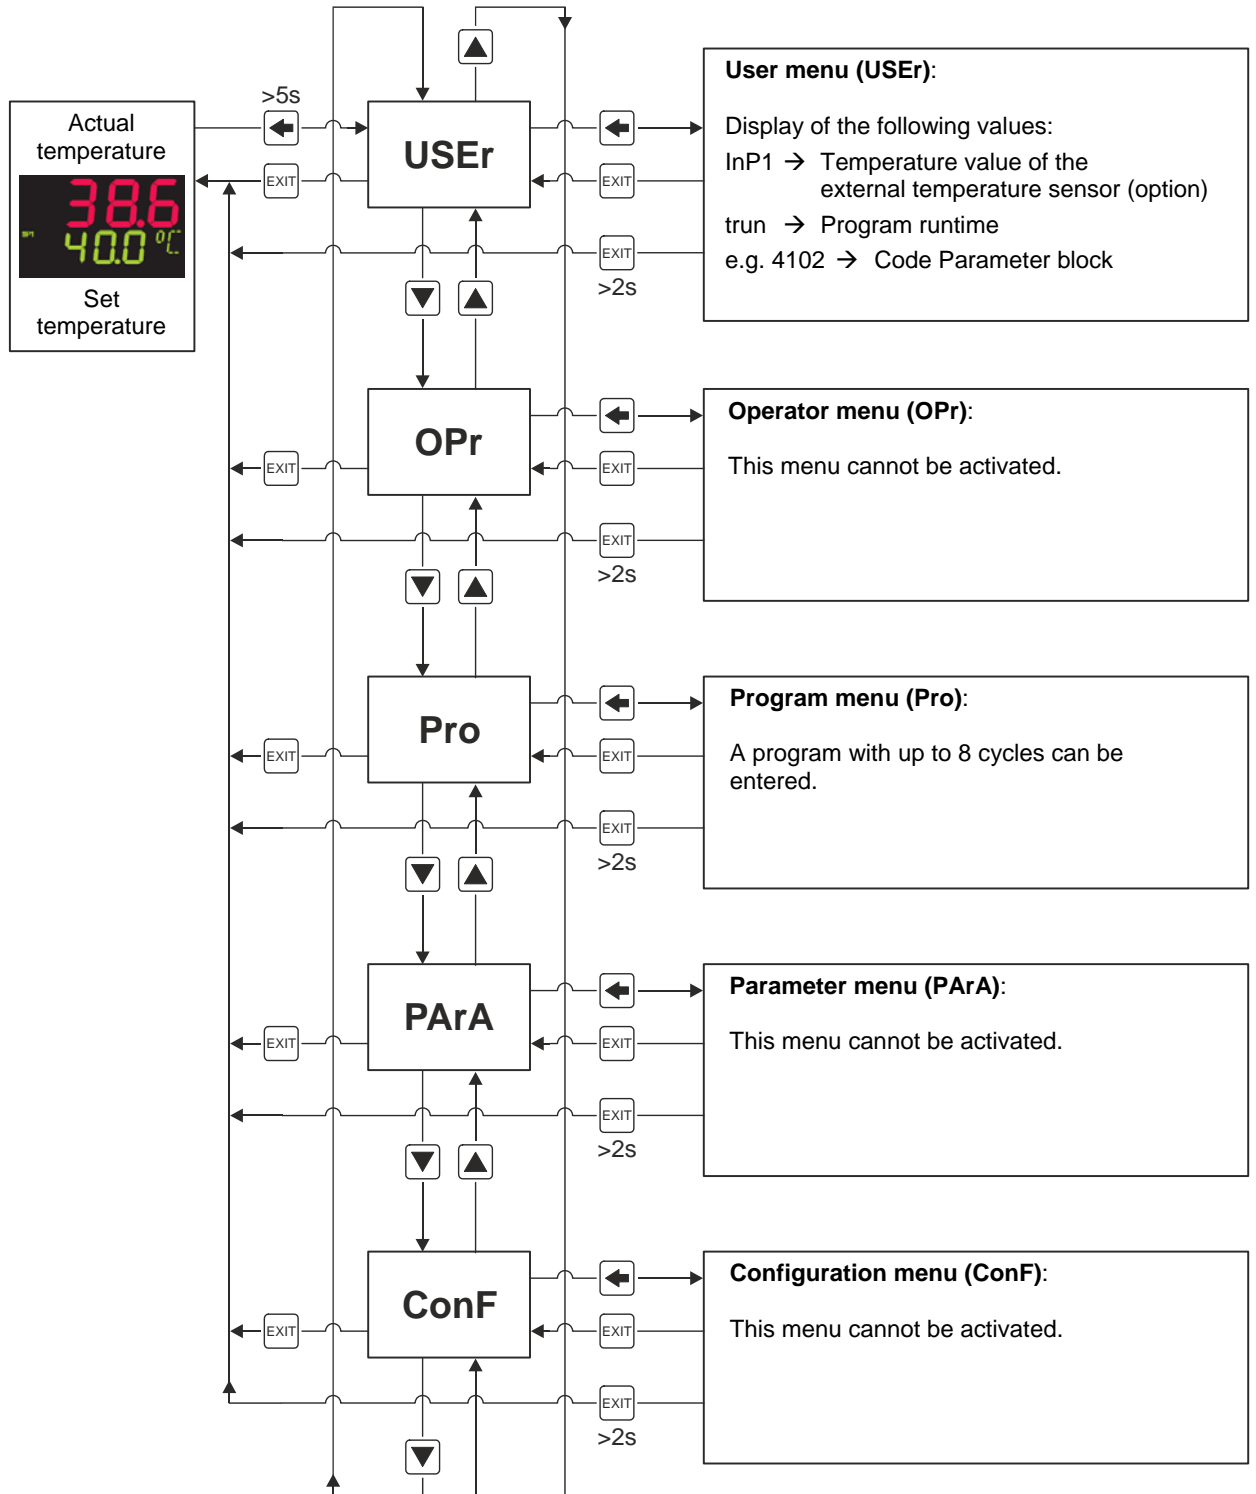 >5s
Actual
temperature
38.6
40.0 °C
Set
temperature
EXIT
USEr
EXIT
EXIT
>2s
User menu (USEr):
Display of the following values:
InP1 → Temperature value of the
external temperature sensor (option)
trun → Program runtime
e.g. 4102 → Code Parameter block
OPr
EXIT
EXIT
EXIT
>2s
Operator menu (OPr):
This menu cannot be activated.
Pro
EXIT
EXIT
EXIT
>2s
Program menu (Pro):
A program with up to 8 cycles can be
entered.
PArA
EXIT
EXIT
EXIT
>2s
Parameter menu (PArA):
This menu cannot be activated.
ConF
EXIT
EXIT
EXIT
>2s
Configuration menu (ConF):
This menu cannot be activated.